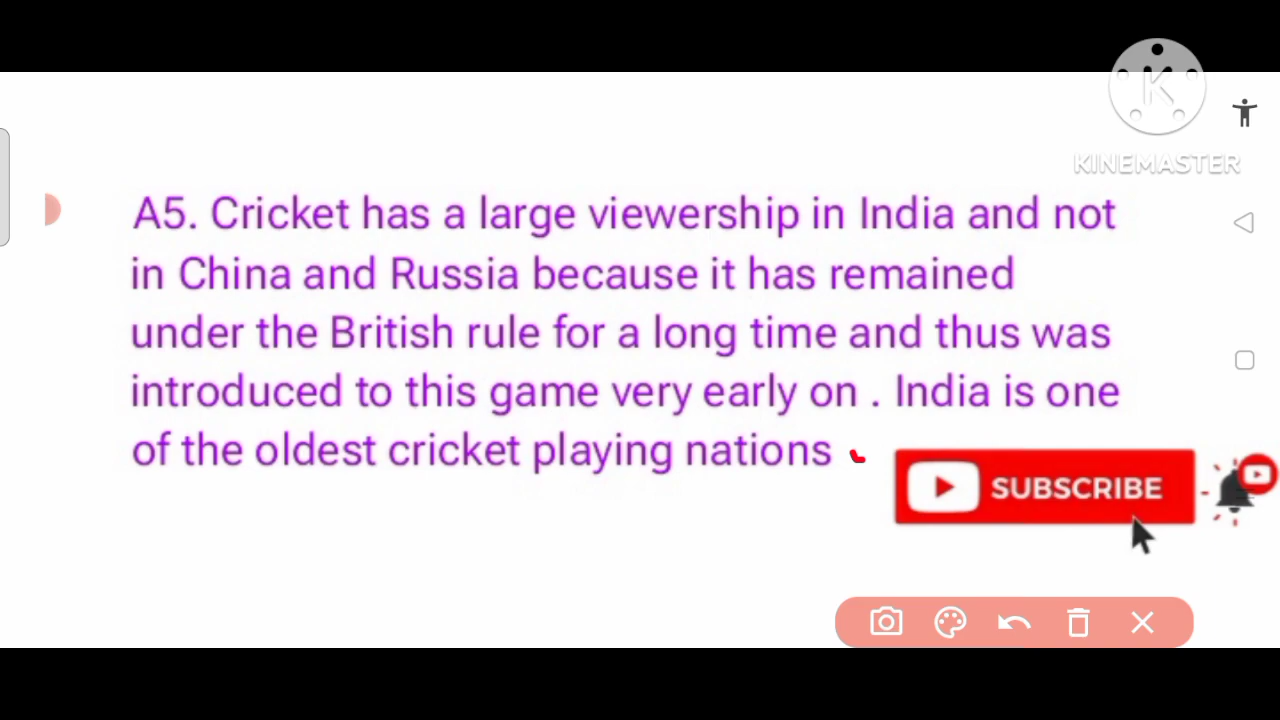 K
KINEMASTER
A5. Cricket has a large viewership in India and not
in China and Russia because it has remained
under the British rule for a long time and thus was
introduced to this game very early on . India is one
of the oldest cricket playing nations
SUBSCRIBE